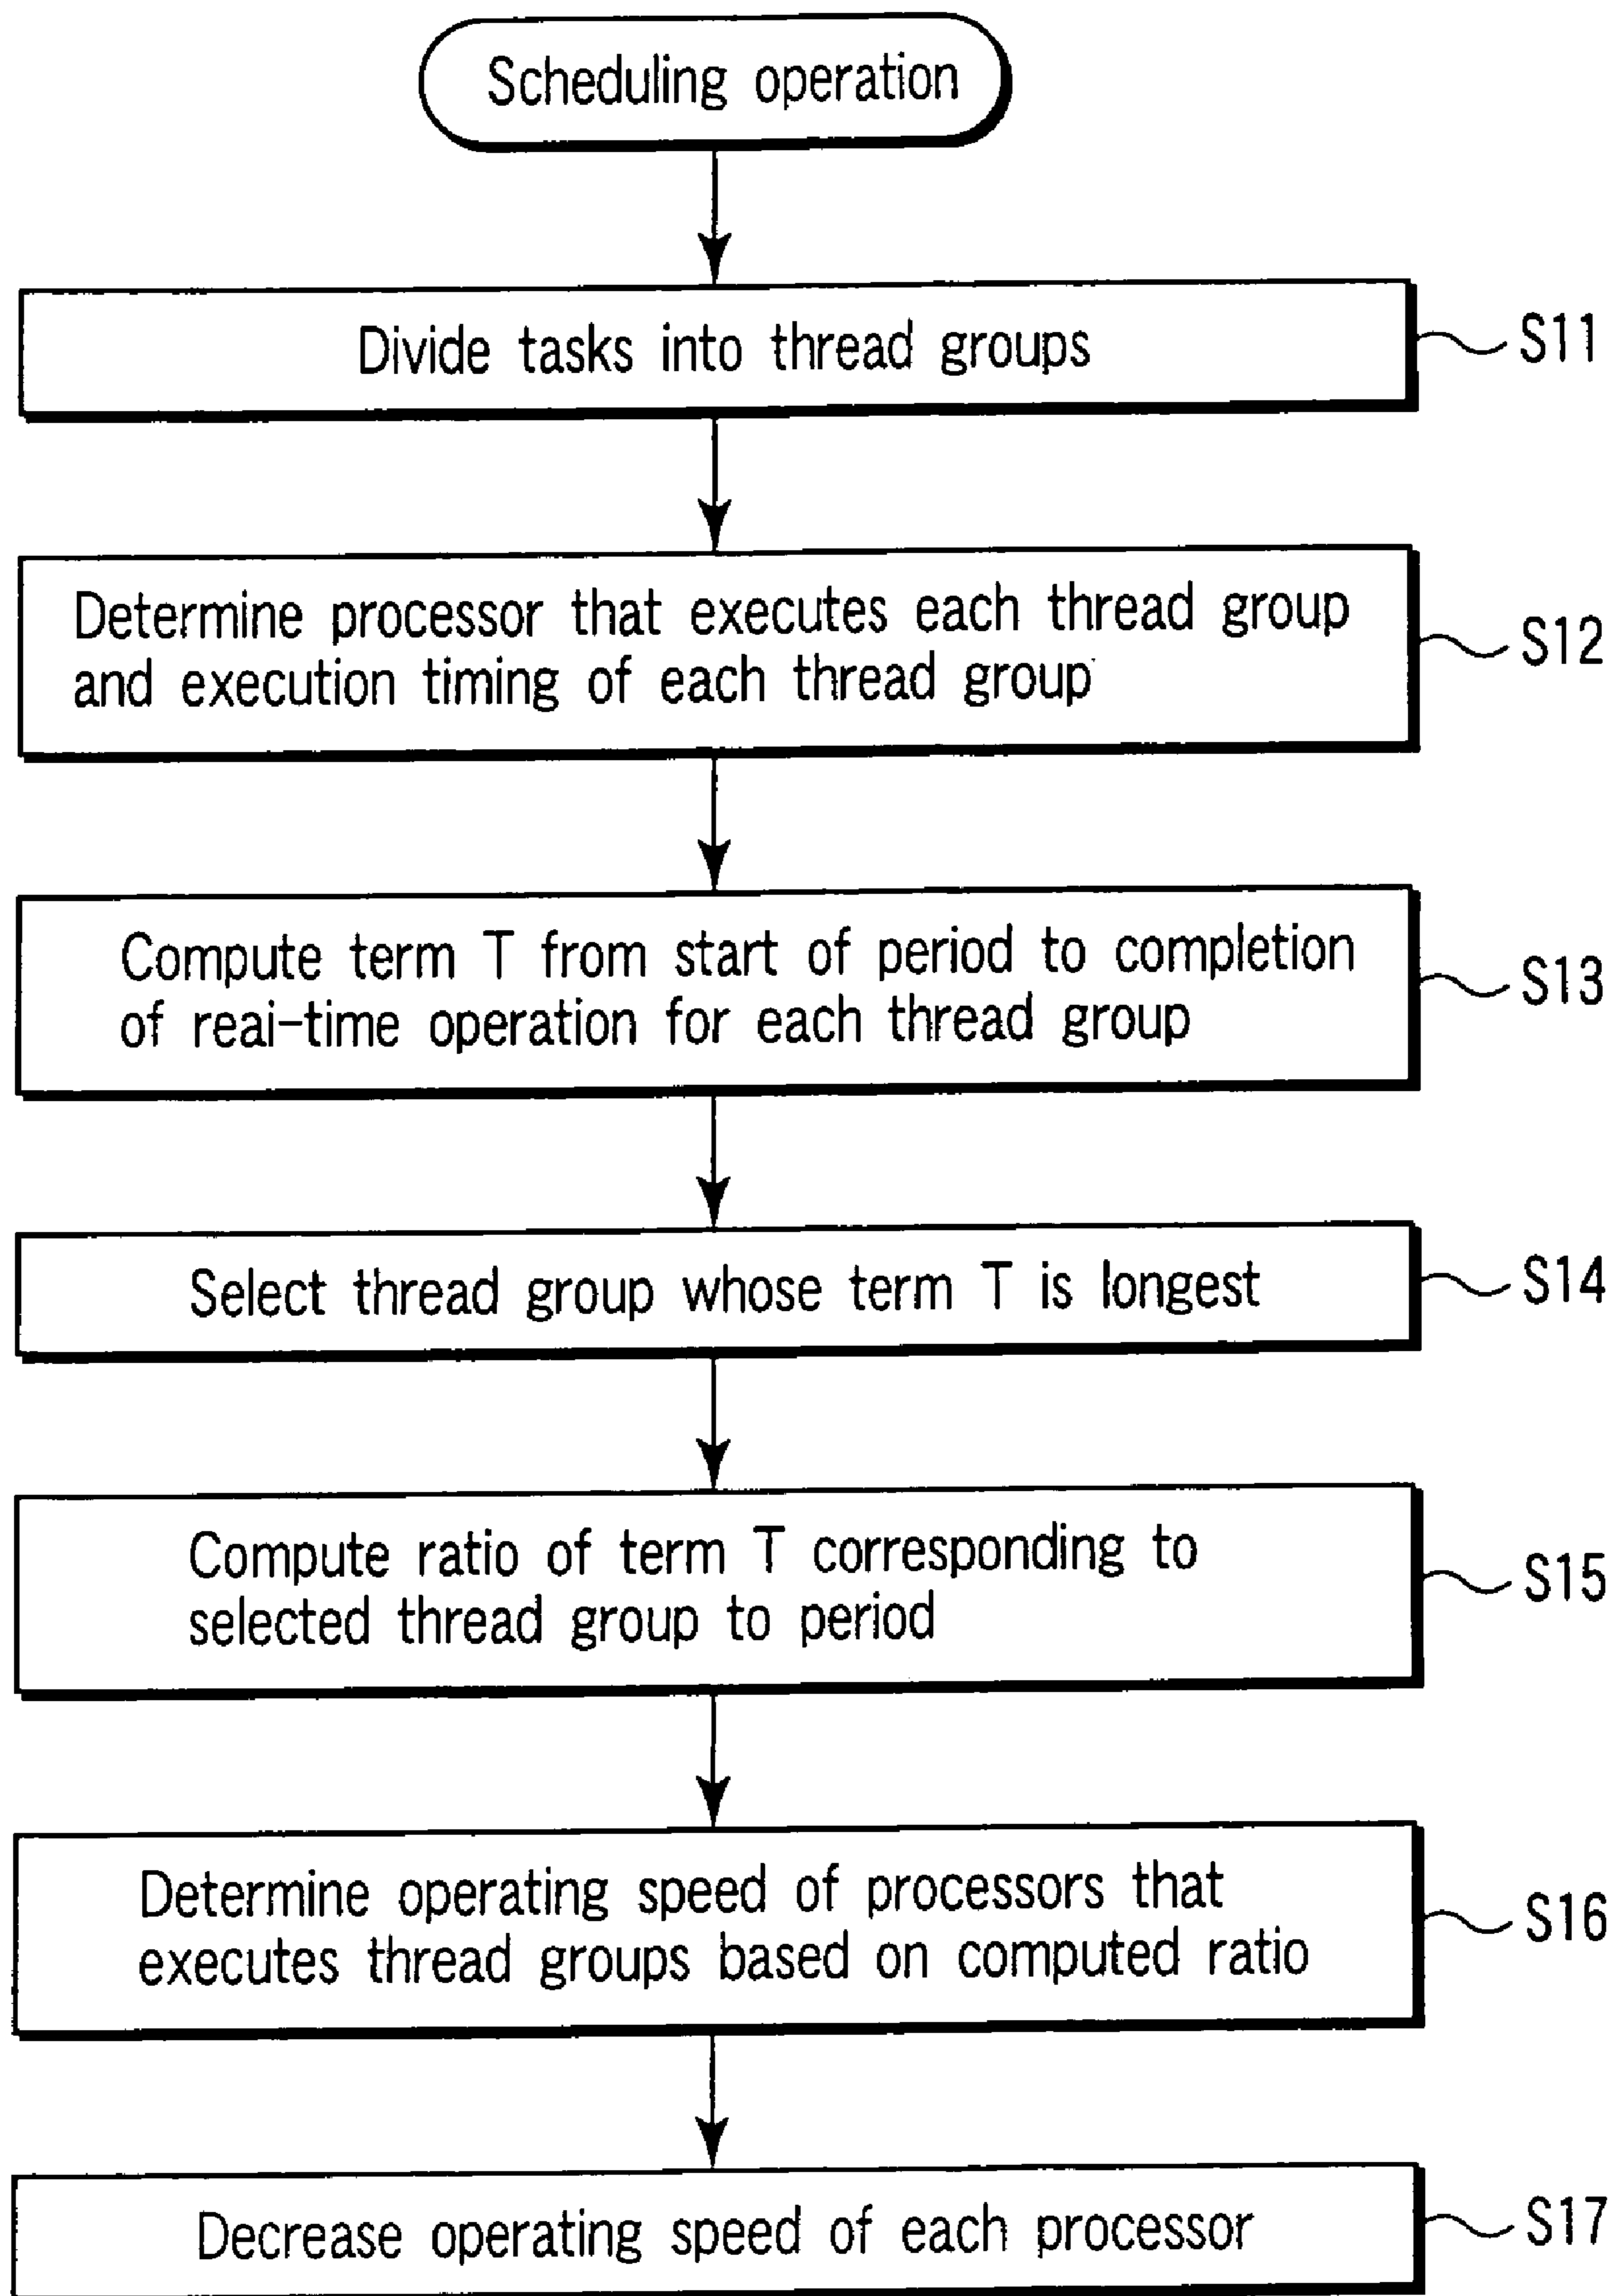 Scheduling operation
Divide tasks into thread groups
S11
Determine processor that executes each thread group
and execution timing of each thread group
S12
Compute term T from start of period to completion
of reai-time operation for each thread group
S13
Select thread group whose term T is longest
S14
Compute ratio of term T corresponding to
selected thread group to period
S15
Determine operating speed of processors that
executes thread groups based on computed ratio
S16
Decrease operating speed of each processor
S17